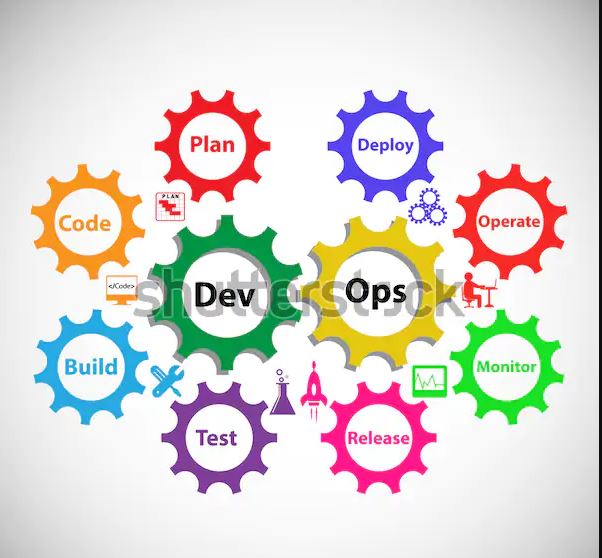 Plan
Deploy
Code
PLAN
Operate
</Code>
Dev
Ops
shutterstock
Build
Monitor
Test
Release